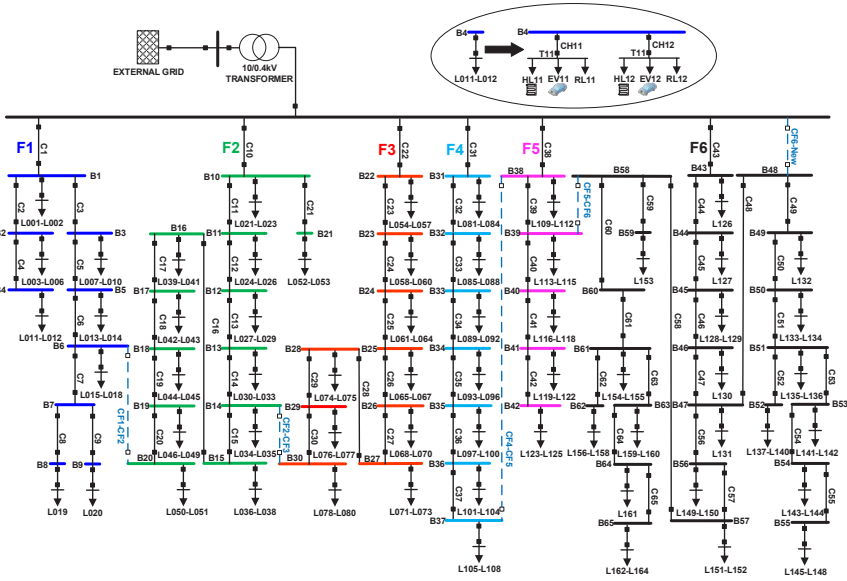 EXTERNAL GRID
10/0.4kV
TRANSFORMER
B4
L011-L012
B4
CH11
CH12
T11
T11
HL11
EV11
RL11
HL12
EV12
RL12
F1
F2
F3
F4
F5
F6
C1
C10
C22
C31
C38
C43
CF6-New
B1
B10
B22
B31
B38
B58
B43
B48
C2
C3
C11
C21
C23
C32
C39
CF5-CF6
C60
C59
C44
C48
C49
L001-L002
L021-L023
L052-L053
L054-L057
L081-L084
L109-L112
L126
B2
B3
B16
B11
B21
B23
B32
B39
B59
B44
B49
C4
C5
C17
C12
C24
C33
C40
C45
C50
L003-L006
L007-L010
L039-L041
L024-L026
L058-L060
L085-L088
L113-L115
L153
L127
L132
B5
B17
B12
B24
B33
B40
B60
B45
B50
C6
C18
C16
C13
C25
C34
C41
C61
C68
C46
C51
L011-L012
L013-L014
L042-L043
L027-L029
L061-L064
L089-L092
L116-L118
L128-L129
L133-L134
B6
B18
B13
B28
B25
B34
B41
B61
B46
B51
C7
CF1-CF2
C19
C14
C29
C28
C26
C35
C42
C62
C63
C47
C52
C53
L015-L018
L044-L045
L030-L033
L074-L075
L065-L067
L093-L096
L119-L122
L154-L155
L130
L135-L136
B7
B19
B14
B29
B26
B35
B42
B62
B63
B47
B52
B53
C8
C9
C20
C15
CF2-CF3
C30
C27
C36
CF4-CF5
C64
C56
C54
L046-L049
L034-L035
L076-L077
L068-L070
L097-L100
L123-L125
L156-L158
L159-L160
L131
L137-L140
L141-L142
B8
B9
B20
B15
B30
B27
B36
B64
B56
B54
C37
C65
C57
C55
L019
L020
L050-L051
L036-L038
L078-L080
L071-L073
L101-L104
L161
L149-L150
L143-L144
B37
B65
B57
B55
L105-L108
L162-L164
L151-L152
L145-L148